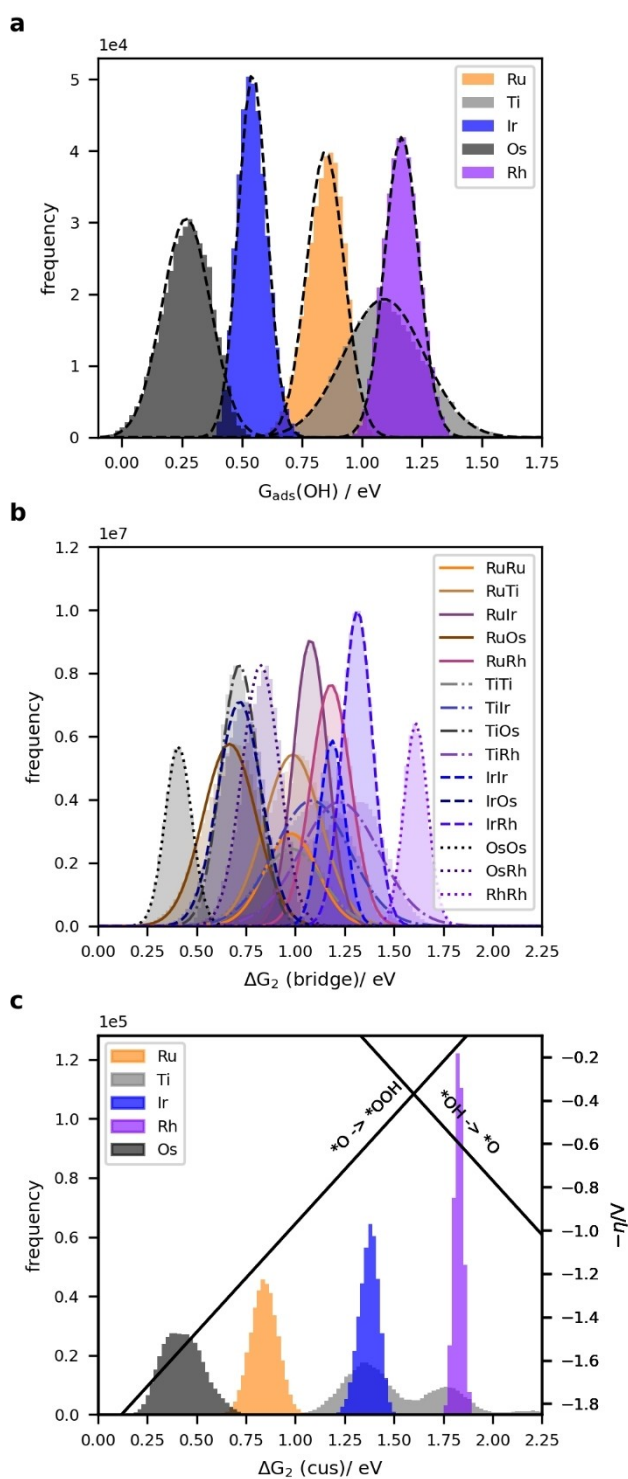 a
1e4
5
4
3
2
1
0
frequency
Ru
Ti
Ir
Os
Rh
0.00 0.25 0.50 0.75 1.00 1.25 1.50 1.75
Gads(OH) / eV
b
1e7
1.2
1.0
0.8
0.6
0.4
0.2
0.0
frequency
RuRu
RuTi
RuIr
RuOs
RuRh
TiTi
TiIr
TiOs
TiRh
IrIr
IrOs
IrRh
OsOs
OsRh
RhRh
0.00 0.25 0.50 0.75 1.00 1.25 1.50 1.75 2.00 2.25
ΔG2 (bridge)/ eV
c
1e5
1.2
1.0
0.8
0.6
0.4
0.2
0.0
frequency
Ru
Ti
Ir
Rh
Os
*O -> *OOH
*OH -> *O
−0.2
−0.4
−0.6
−0.8
−1.0
−1.2
−1.4
−1.6
−1.8
−η/V
0.00 0.25 0.50 0.75 1.00 1.25 1.50 1.75 2.00 2.25
ΔG2 (cus)/ eV